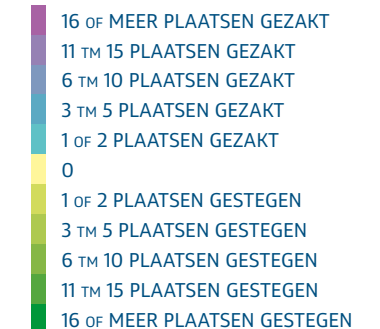 16 OF MEER PLAATSEN GEZAKT
11 TM 15 PLAATSEN GEZAKT
6 TM 10 PLAATSEN GEZAKT
3 TM 5 PLAATSEN GEZAKT
1 OF 2 PLAATSEN GEZAKT
0
1 OF 2 PLAATSEN GESTEGEN
3 TM 5 PLAATSEN GESTEGEN
6 TM 10 PLAATSEN GESTEGEN
11 TM 15 PLAATSEN GESTEGEN
16 OF MEER PLAATSEN GESTEGEN